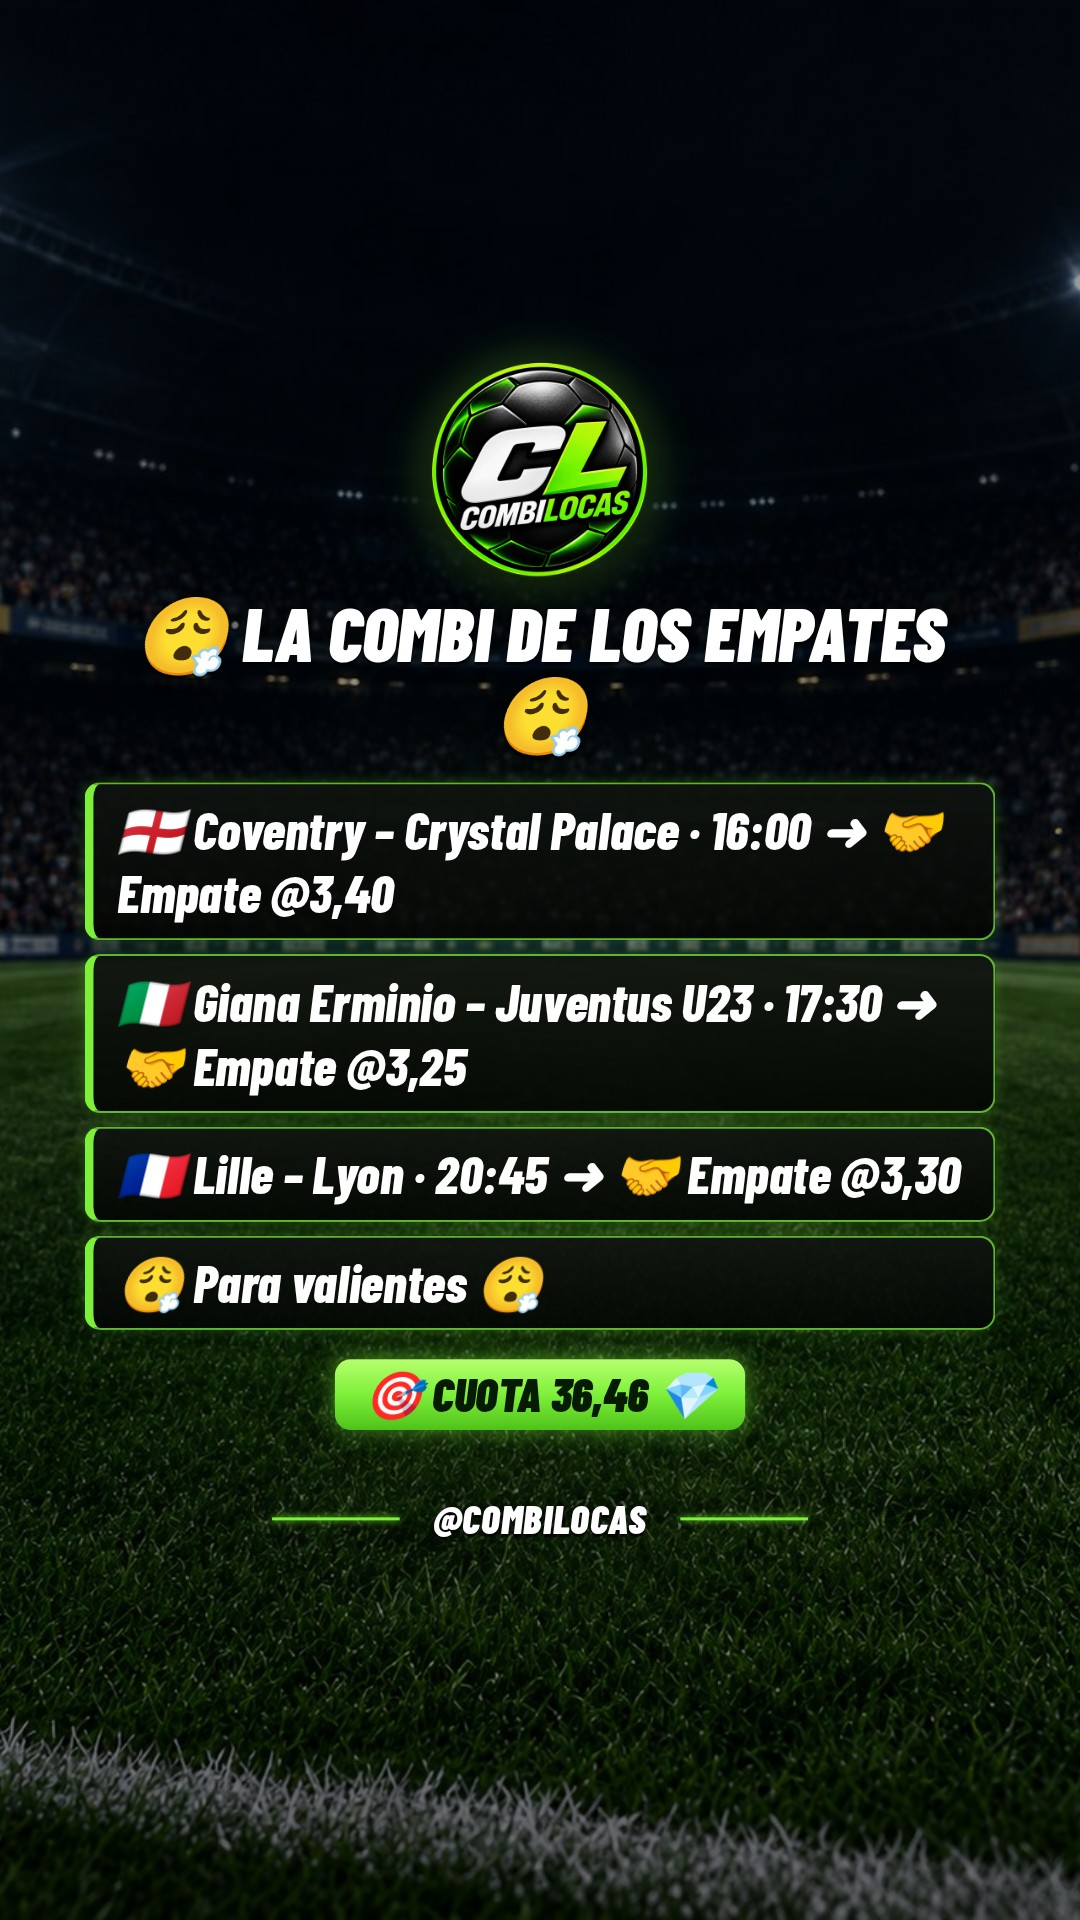 CL
COMBILOCAS
😮‍💨 LA COMBI DE LOS EMPATES
😮‍💨
🏴󠁧󠁢󠁥󠁮󠁧󠁿 Coventry – Crystal Palace · 16:00 ➜ 🤝
Empate @3,40
🇮🇹 Giana Erminio – Juventus U23 · 17:30 ➜
🤝 Empate @3,25
🇫🇷 Lille – Lyon · 20:45 ➜ 🤝 Empate @3,30
😮‍💨 Para valientes 😮‍💨
🎯 CUOTA 36,46 💎
@COMBILOCAS